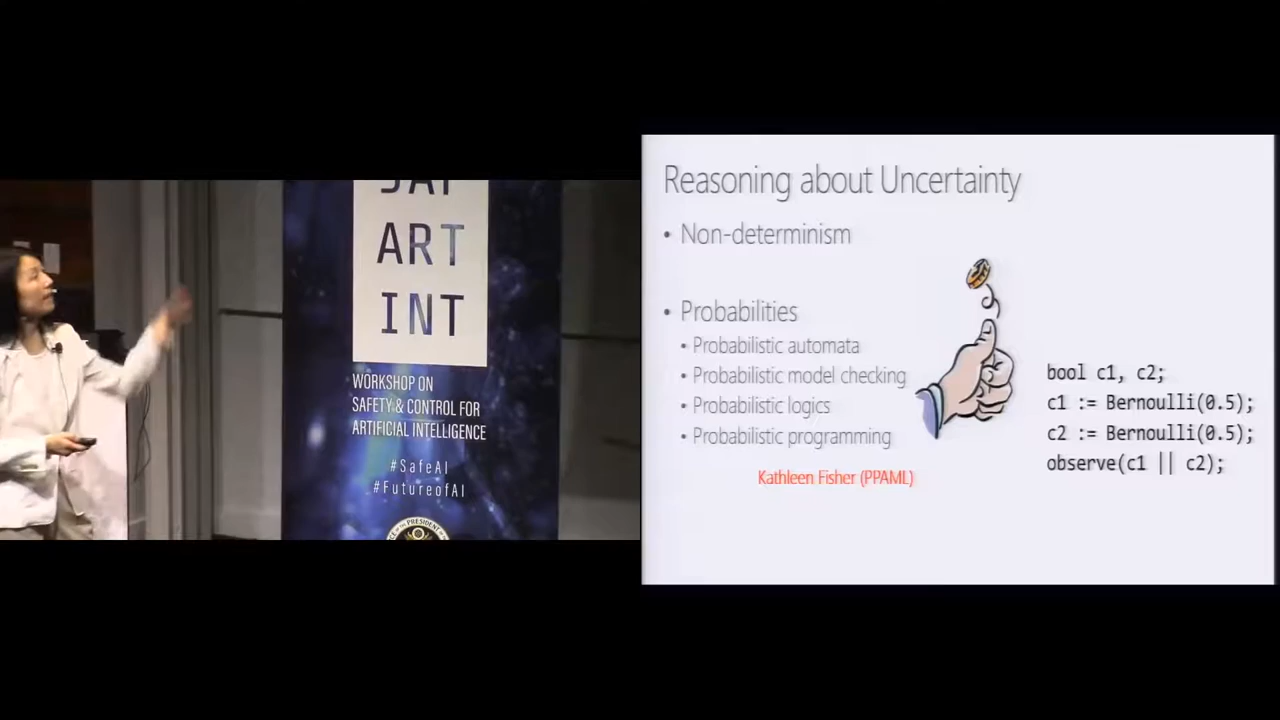 ART
INT
WORKSHOP ON
SAFETY & CONTROL FOR
ARTIFICIAL INTELLIGENCE
#SafeAI
#FutureofAI
Reasoning about Uncertainty
• Non-determinism
• Probabilities
• Probabilistic automata
• Probabilistic model checking
• Probabilistic logics
• Probabilistic programming
Kathleen Fisher (PPAML)
bool c1, c2;
c1 := Bernoulli(0.5);
c2 := Bernoulli(0.5);
observe(c1 || c2);